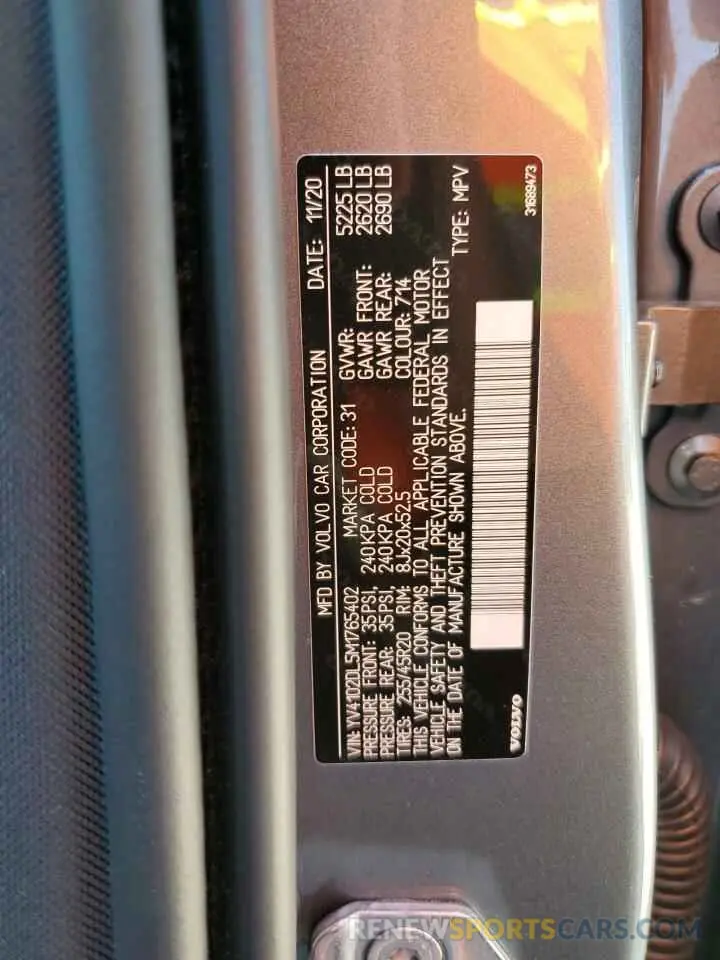 MFD BY VOLVO CAR CORPORATION DATE: 11/20
VIN: YV4102DL5M1765402 MARKET CODE: 31 GVWR: 5225 LB
PRESSURE FRONT: 35PSI, 240KPA COLD GAWR FRONT: 2620 LB
PRESSURE REAR: 35PSI, 240KPA COLD GAWR REAR: 2690 LB
TIRES: 255/45R20 RIM: 8Jx20x52.5 COLOUR: 714
THIS VEHICLE CONFORMS TO ALL APPLICABLE FEDERAL MOTOR
VEHICLE SAFETY AND THEFT PREVENTION STANDARDS IN EFFECT
ON THE DATE OF MANUFACTURE SHOWN ABOVE. TYPE: MPV
VOLVO 31689473
RENEWSPORTSCARS.COM